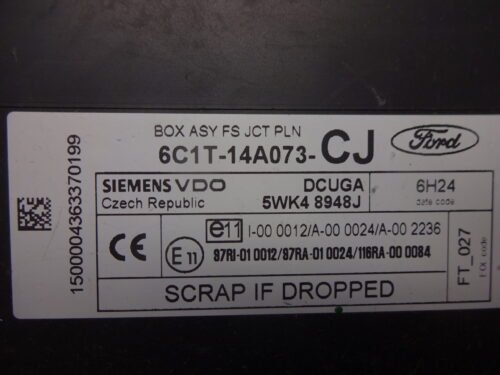 BOX ASY FS JCT PLN
6C1T-14A073-CJ
Ford
SIEMENS VDO DCUGA
Czech Republic 5WK4 8948J
6H24
date code
CE
E11
e11 I-00 0012/A-00 0024/A-00 2236
87RI-01 0012/87RA-01 0024/116RA-00 0084
SCRAP IF DROPPED
FT_027
EOL code
1500004363370199